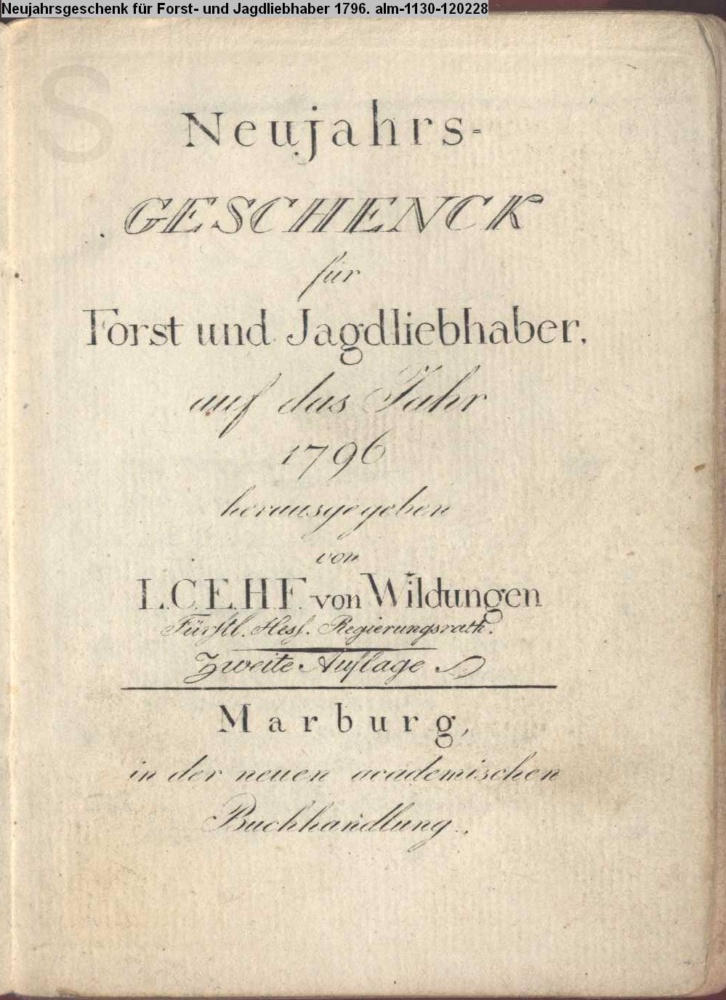 Neujahrsgeschenk für Forst- und Jagdliebhaber 1796. alm-1130-120228
S
Neujahrs-
GESCHENCK
für
Forst und Jagdliebhaber,
auf das Jahr
1796
herausgegeben
von
L.C.E.H.F. von Wildungen
Fürstl. Hess. Regierungsrath.
Zweite Auflage
Marburg,
in der neuen academischen
Buchhandlung.